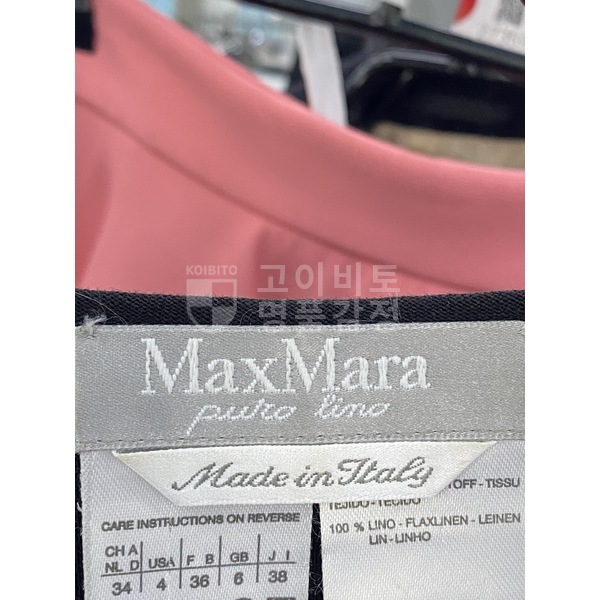 KOIBITO 고이비토
명품감정
MaxMara
puro lino
Made in Italy
TOFF - TISSU
TEJIDO - TECIDO
100 % LINO - FLAXLINEN - LEINEN
LIN - LINHO
CARE INSTRUCTIONS ON REVERSE
CH A USA F B GB J I
NL D
34 4 36 6 38